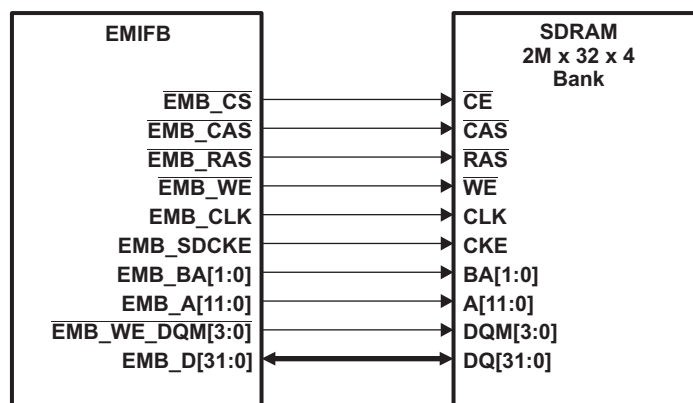 EMIFB
SDRAM
2M x 32 x 4
Bank
EMB_CS CE
EMB_CAS CAS
EMB_RAS RAS
EMB_WE WE
EMB_CLK CLK
EMB_SDCKE CKE
EMB_BA[1:0] BA[1:0]
EMB_A[11:0] A[11:0]
EMB_WE_DQM[3:0] DQM[3:0]
EMB_D[31:0] DQ[31:0]